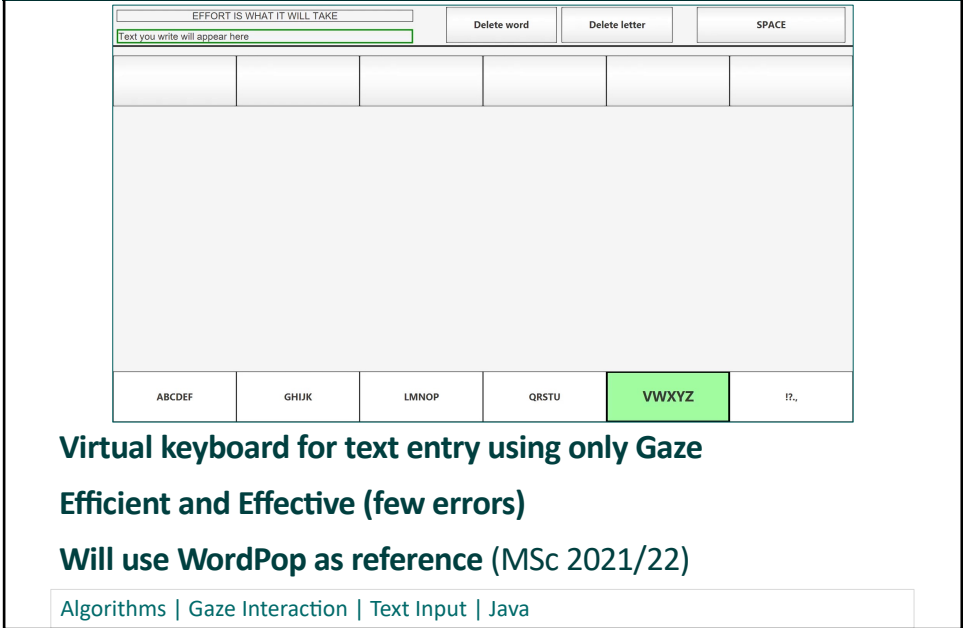 EFFORT IS WHAT IT WILL TAKE
Text you write will appear here
Delete word
Delete letter
SPACE
ABCDEF
GHIJK
LMNOP
QRSTU
VWXYZ
!?.,
Virtual keyboard for text entry using only Gaze
Efficient and Effective (few errors)
Will use WordPop as reference (MSc 2021/22)
Algorithms | Gaze Interaction | Text Input | Java